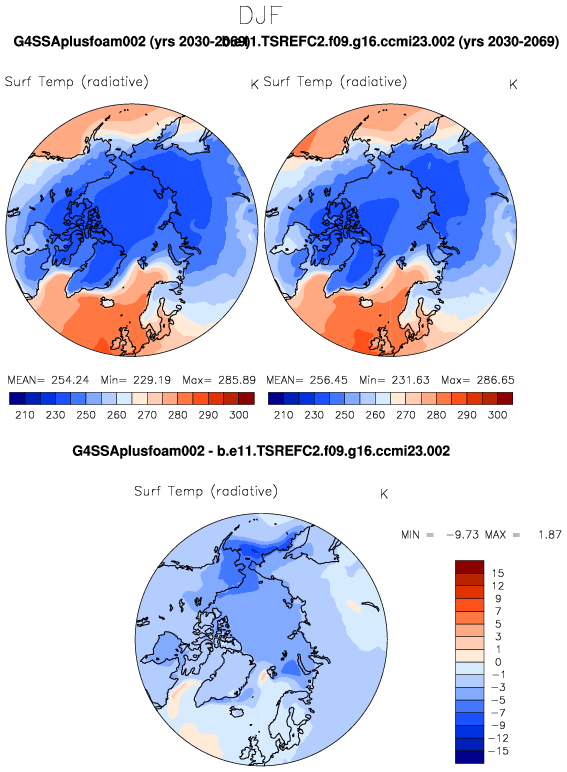 DJF
G4SSAplusfoam002 (yrs 2030-2069) b.e11.TSREFC2.f09.g16.ccmi23.002 (yrs 2030-2069)
Surf Temp (radiative) K Surf Temp (radiative) K
MEAN= 254.24 Min= 229.19 Max= 285.89 MEAN= 256.45 Min= 231.63 Max= 286.65
210 230 250 260 270 280 290 300 210 230 250 260 270 280 290 300
G4SSAplusfoam002 - b.e11.TSREFC2.f09.g16.ccmi23.002
Surf Temp (radiative) K
MIN = -9.73 MAX = 1.87
15
12
9
7
5
3
1
0
-1
-3
-5
-7
-9
-12
-15